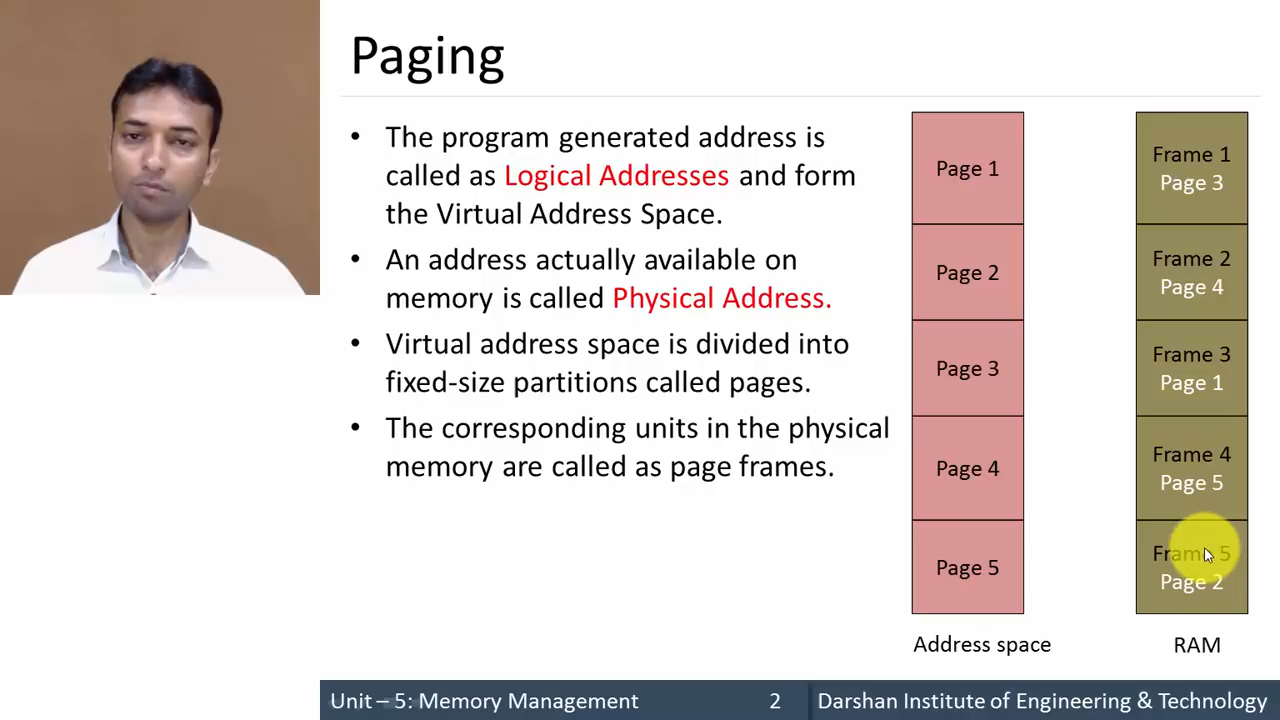 Paging
• The program generated address is
called as Logical Addresses and form
the Virtual Address Space.
• An address actually available on
memory is called Physical Address.
• Virtual address space is divided into
fixed-size partitions called pages.
• The corresponding units in the physical
memory are called as page frames.
Page 1
Page 2
Page 3
Page 4
Page 5
Address space
Frame 1
Page 3
Frame 2
Page 4
Frame 3
Page 1
Frame 4
Page 5
Frame 5
Page 2
RAM
Unit – 5: Memory Management 2 Darshan Institute of Engineering & Technology